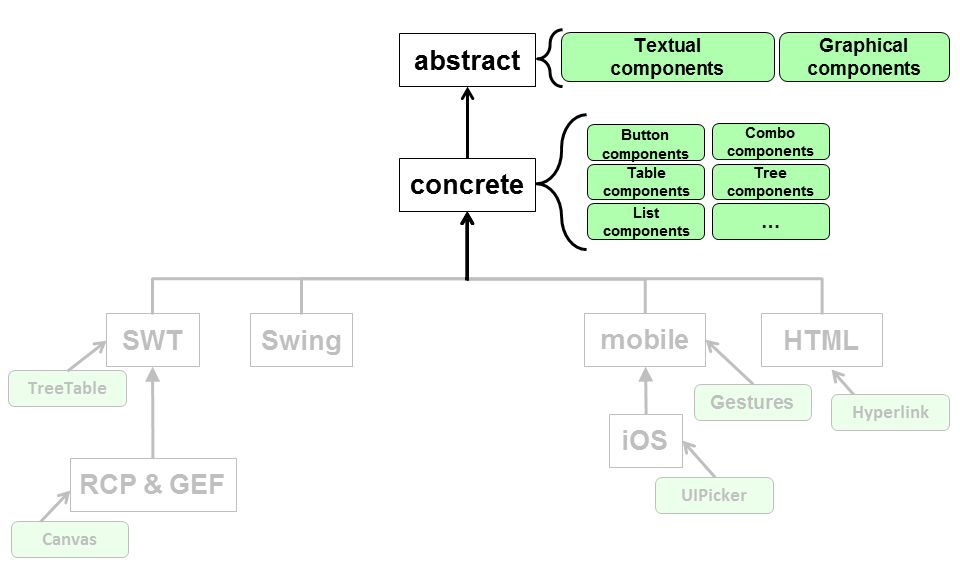 abstract
Textual
components
Graphical
components
concrete
Button
components
Combo
components
Table
components
Tree
components
List
components
...
SWT
Swing
mobile
HTML
TreeTable
Gestures
Hyperlink
iOS
RCP & GEF
UIPicker
Canvas